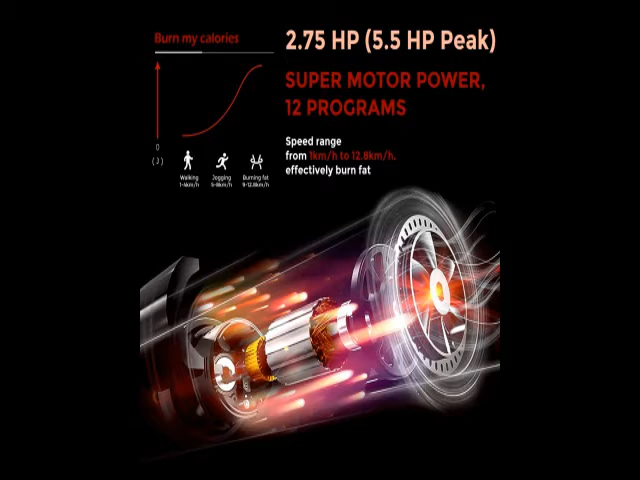 Burn my calories
2.75 HP (5.5 HP Peak)
SUPER MOTOR POWER,
12 PROGRAMS
Speed range
from 1km/h to 12.8km/h.
effectively burn fat
0
(J)
Walking
1-4km/h
Jogging
5-8km/h
Burning fat
9-12.8km/h